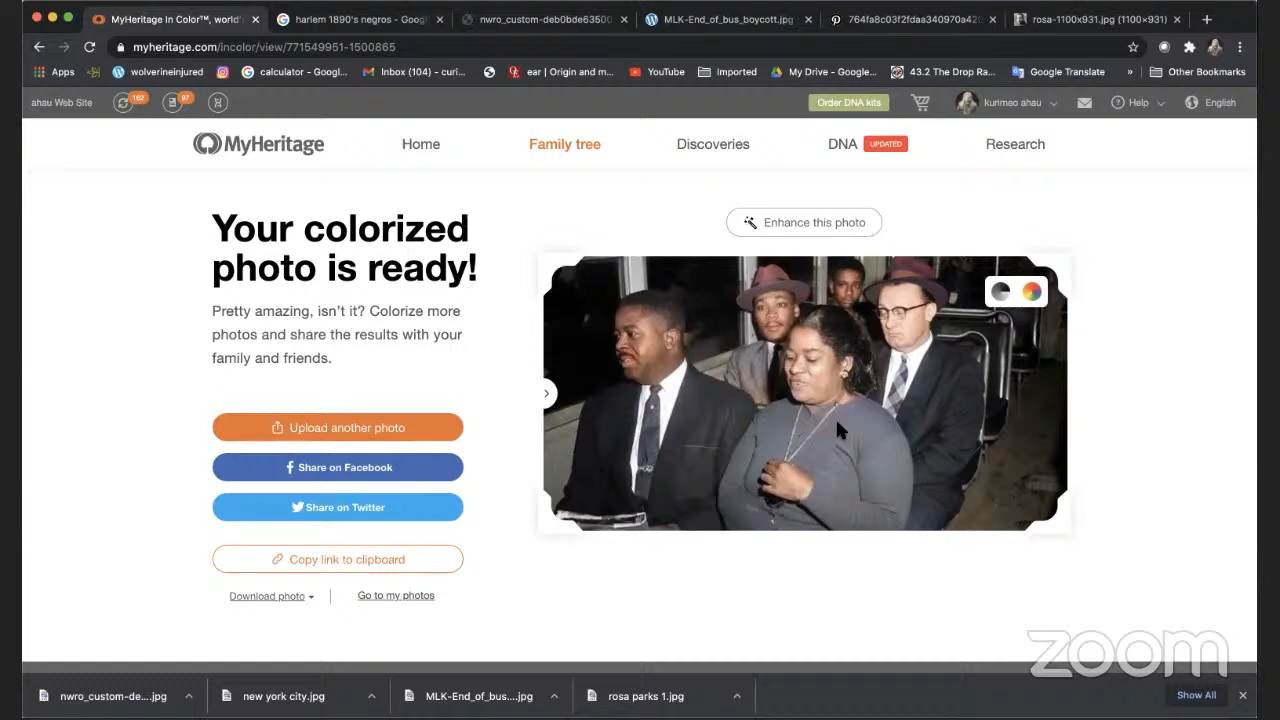 MyHeritage In Color™, world'
harlem 1890's negros - Goog
nwro_custom-deb0bde63500
MLK-End_of_bus_boycott.jpg
764fa8c03f2fdaa340970a42
rosa-1100x931.jpg (1100×931)
myheritage.com/incolor/view/771549951-1500865
Apps
wolverineinjured
calculator - Googl...
Inbox (104) - curi...
ear | Origin and m...
YouTube
Imported
My Drive - Google...
43.2 The Drop Ra...
Google Translate
»
Other Bookmarks
ahau Web Site
162
97
Order DNA kits
kurimeo ahau
Help
English
MyHeritage
Home
Family tree
Discoveries
DNA UPDATED
Research
Your colorized
photo is ready!
Pretty amazing, isn't it? Colorize more
photos and share the results with your
family and friends.
Enhance this photo
Upload another photo
Share on Facebook
Share on Twitter
Copy link to clipboard
Download photo
Go to my photos
zoom
nwro_custom-de....jpg
new york city.jpg
MLK-End_of_bus....jpg
rosa parks 1.jpg
Show All